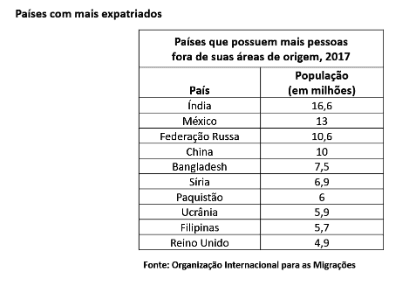 Países com mais expatriados
Países que possuem mais pessoas
fora de suas áreas de origem, 2017
País População
(em milhões)
Índia 16,6
México 13
Federação Russa 10,6
China 10
Bangladesh 7,5
Síria 6,9
Paquistão 6
Ucrânia 5,9
Filipinas 5,7
Reino Unido 4,9
Fonte: Organização Internacional para as Migrações